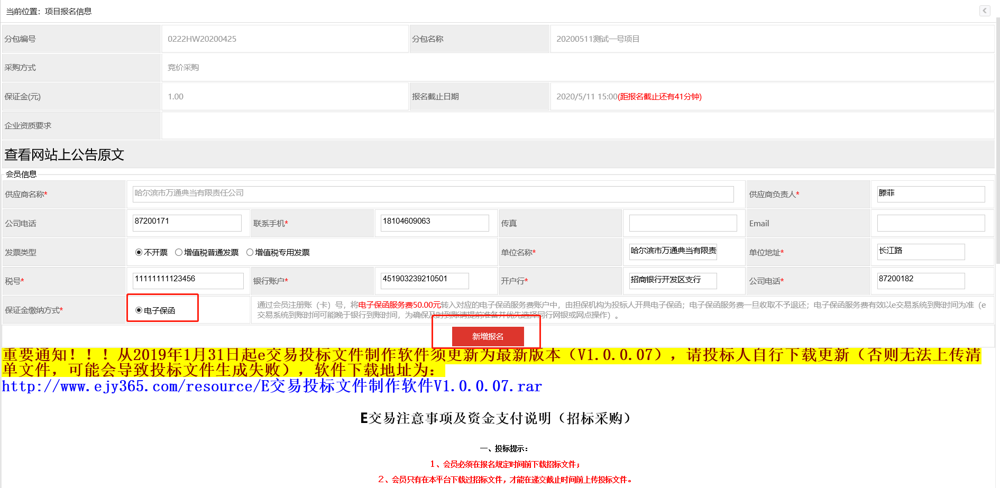 当前位置：项目报名信息
分包编号 0222HW20200425 分包名称 20200511测试一号项目
采购方式 竞价采购
保证金(元) 1.00 报名截止日期 2020/5/11 15:00(距报名截止还有41分钟)
企业资质要求
查看网站上公告原文
会员信息
供应商名称* 哈尔滨市万通典当有限责任公司 供应商负责人* 滕菲
公司电话 87200171 联系手机* 18104609063 传真 Email
发票类型 不开票 增值税普通发票 增值税专用发票 单位名称* 哈尔滨市万通典当有限责 单位地址* 长江路
税号* 11111111123456 银行账户* 451903239210501 开户行* 招商银行开发区支行 公司电话* 87200182
保证金缴纳方式* 电子保函 通过会员注册账（卡）号，将电子保函服务费50.00元转入对应的电子保函服务费账户中，由担保机构为投标人开具电子保函；电子保函服务费一旦收取不予退还；电子保函服务费有效以e交易系统到账时间为准（e
交易系统到账时间可能晚于银行到账时间，为确保及时到账请提前准备并优先选择同行网银或网点操作）。
新增报名
重要通知！！！从2019年1月31日起e交易投标文件制作软件须更新为最新版本（V1.0.0.07），请投标人自行下载更新（否则无法上传清
单文件，可能会导致投标文件生成失败），软件下载地址为：
http://www.ejy365.com/resource/E交易投标文件制作软件V1.0.0.07.rar
E交易注意事项及资金支付说明（招标采购）
一、投标提示：
1、会员必须在报名规定时间前下载招标文件；
2、会员只有在本平台下载过招标文件，才能在递交截止时间前上传投标文件。